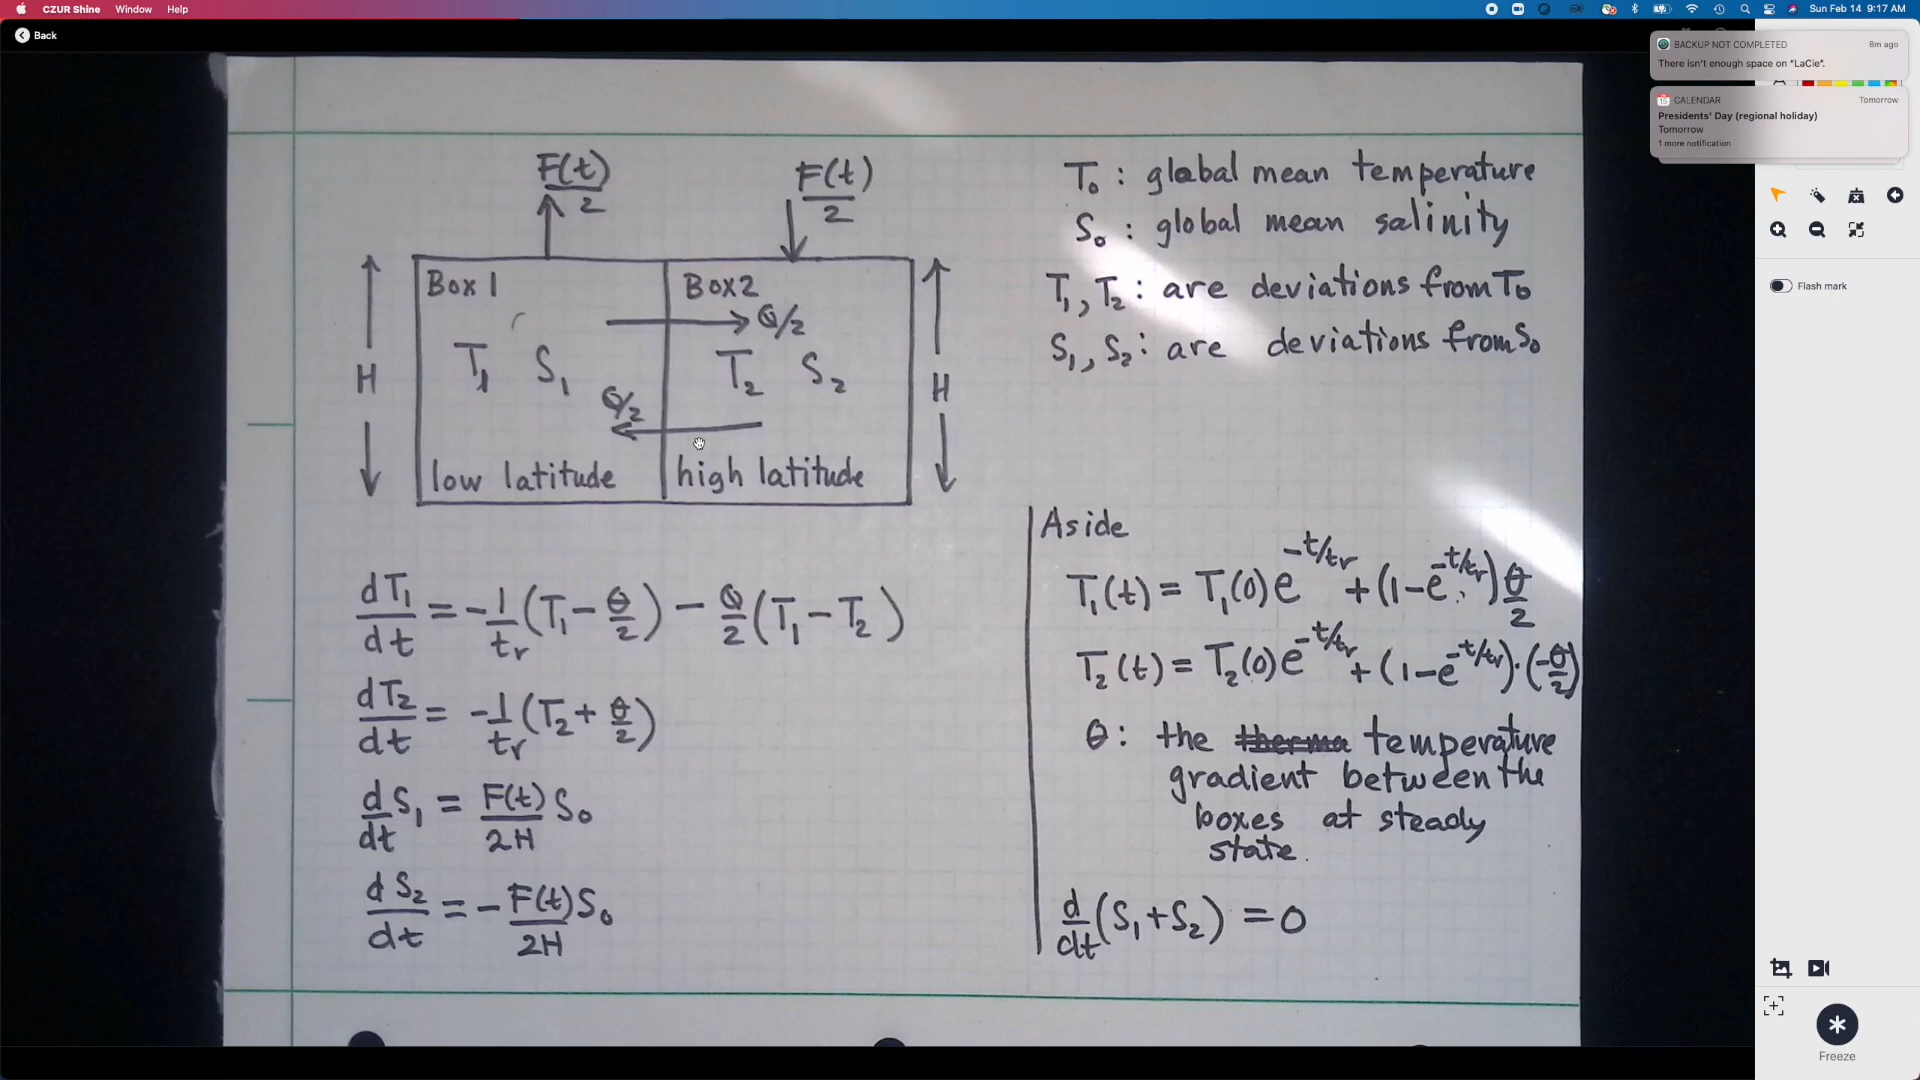 CZUR Shine Window Help
Sun Feb 14 9:17 AM
Back
BACKUP NOT COMPLETED 8m ago
There isn't enough space on "LaCie".
CALENDAR Tomorrow
Presidents' Day (regional holiday)
Tomorrow
1 more notification
Flash mark
Freeze
F(t)/2
F(t)/2
Box 1
Box 2
Q/2
T₁ S₁
T₂ S₂
H
H
Q/2
low latitude
high latitude
T₀ : global mean temperature
S₀ : global mean salinity
T₁, T₂ : are deviations from T₀
S₁, S₂ : are deviations from S₀
dT₁/dt = -1/tr (T₁ - θ/2) - Q/2 (T₁ - T₂)
dT₂/dt = -1/tr (T₂ + θ/2)
d/dt S₁ = F(t)/2H S₀
dS₂/dt = - F(t)/2H S₀
Aside
T₁(t) = T₁(0)e^(-t/tr) + (1-e^(-t/tr)) θ/2
T₂(t) = T₂(0)e^(-t/tr) + (1-e^(-t/tr))·(-θ/2)
θ: the therma temperature
gradient between the
boxes at steady
state.
d/dt (S₁+S₂) = 0